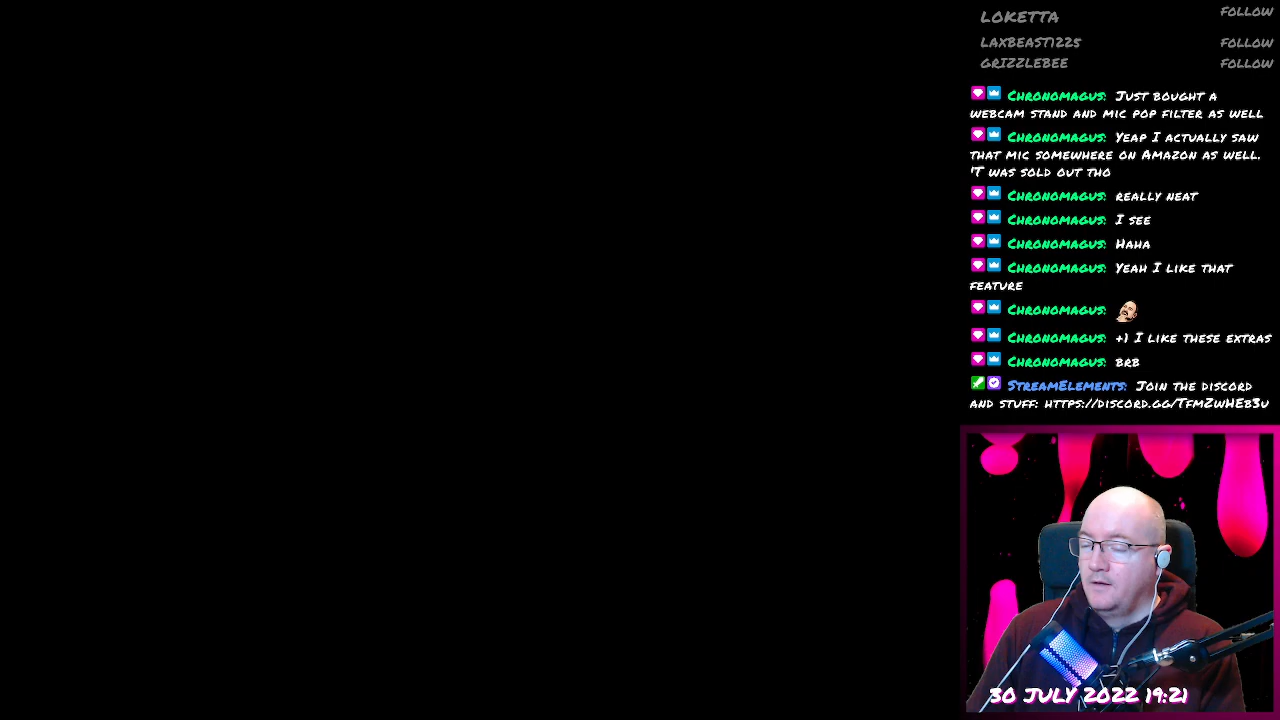 LOKETTA FOLLOW
LAXBEAST1225 FOLLOW
GRIZZLEBEE FOLLOW
Chronomagus: Just bought a
webcam stand and mic pop filter as well
Chronomagus: Yeap I actually saw
that mic somewhere on Amazon as well.
'T was sold out tho
Chronomagus: really neat
Chronomagus: I see
Chronomagus: Haha
Chronomagus: Yeah I like that
feature
Chronomagus:
Chronomagus: +1 I like these extras
Chronomagus: brb
StreamElements: Join the discord
and stuff: https://discord.gg/TfmZwHEb3u
30 JULY 2022 19:21